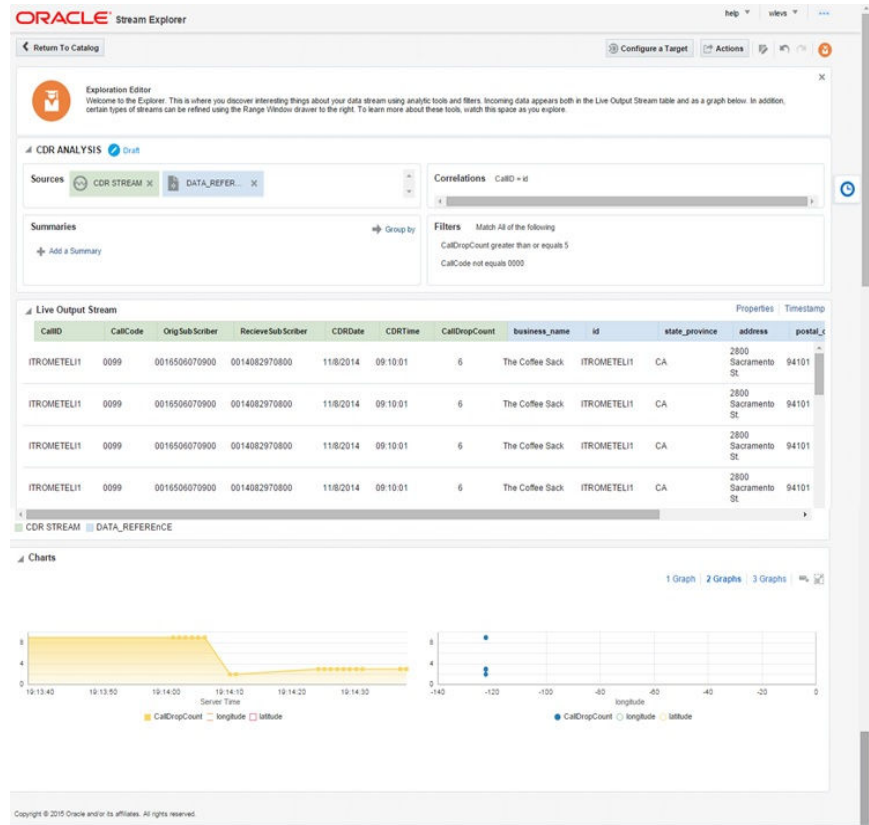 ORACLE Stream Explorer
help wlevs
Return To Catalog
Configure a Target Actions
Exploration Editor
Welcome to the Explorer. This is where you discover interesting things about your data stream using analytic tools and filters. Incoming data appears both in the Live Output Stream table and as a graph below. In addition,
certain types of streams can be refined using the Range Window drawer to the right. To learn more about these tools, watch this space as you explore.
CDR ANALYSIS Draft
Sources CDR STREAM X DATA_REFER... X
Correlations CallID = id
Summaries Group by
Add a Summary
Filters Match All of the following
CallDropCount greater than or equals 5
CallCode not equals 0000
Live Output Stream Properties Timestamp
CallID CallCode OrigSubScriber RecieveSubScriber CDRDate CDRTime CallDropCount business_name id state_province address postal_c
ITROMETELI1 0099 0016506070900 0014082970800 11/8/2014 09:10:01 6 The Coffee Sack ITROMETELI1 CA 2800 Sacramento St. 94101
ITROMETELI1 0099 0016506070900 0014082970800 11/8/2014 09:10:01 6 The Coffee Sack ITROMETELI1 CA 2800 Sacramento St. 94101
ITROMETELI1 0099 0016506070900 0014082970800 11/8/2014 09:10:01 6 The Coffee Sack ITROMETELI1 CA 2800 Sacramento St. 94101
ITROMETELI1 0099 0016506070900 0014082970800 11/8/2014 09:10:01 6 The Coffee Sack ITROMETELI1 CA 2800 Sacramento St. 94101
CDR STREAM DATA_REFEREnCE
Charts
1 Graph 2 Graphs 3 Graphs
8
4
0
19:13:40 19:13:50 19:14:00 19:14:10 19:14:20 19:14:30
Server Time
CallDropCount longitude latitude
8
4
0
-140 -120 -100 -80 -60 -40 -20 0
longitude
CallDropCount longitude latitude
Copyright © 2015 Oracle and/or its affiliates. All rights reserved.